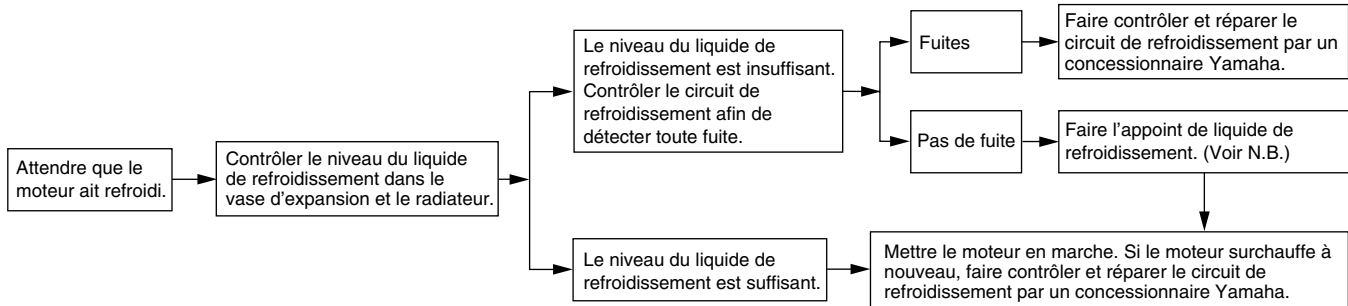 Attendre que le
moteur ait refroidi.
Contrôler le niveau du liquide
de refroidissement dans le
vase d'expansion et le radiateur.
Le niveau du liquide de
refroidissement est insuffisant.
Contrôler le circuit de
refroidissement afin de
détecter toute fuite.
Fuites
Faire contrôler et réparer le
circuit de refroidissement par un
concessionnaire Yamaha.
Pas de fuite
Faire l'appoint de liquide de
refroidissement. (Voir N.B.)
Le niveau du liquide de
refroidissement est suffisant.
Mettre le moteur en marche. Si le moteur surchauffe à
nouveau, faire contrôler et réparer le circuit de
refroidissement par un concessionnaire Yamaha.